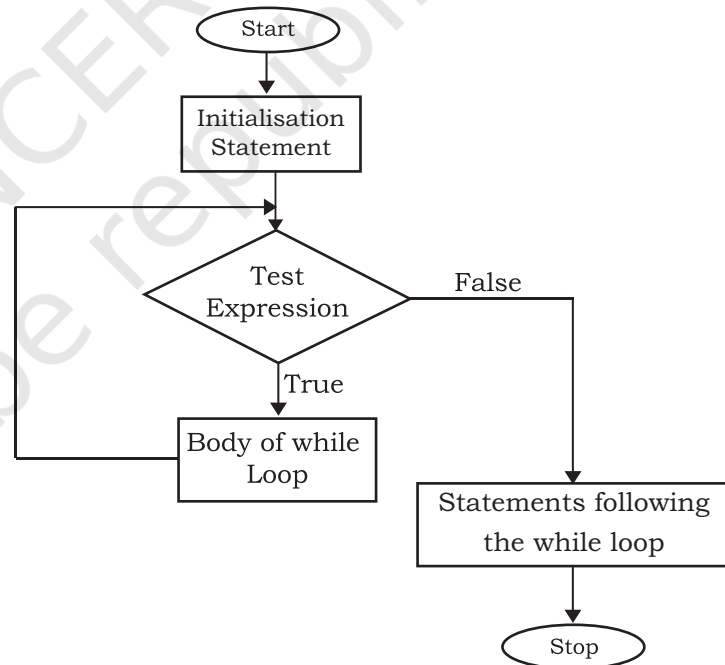 Start
Initialisation
Statement
Test
Expression
False
True
Body of while
Loop
Statements following
the while loop
Stop